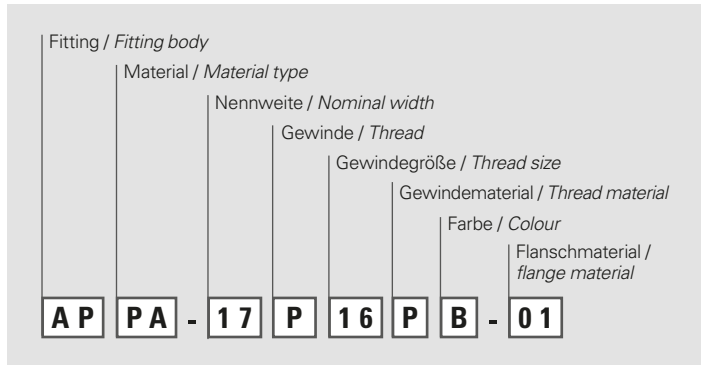 Fitting / Fitting body
Material / Material type
Nennweite / Nominal width
Gewinde / Thread
Gewindegröße / Thread size
Gewindematerial / Thread material
Farbe / Colour
Flanschmaterial /
flange material
AP PA - 17 P 16 P B - 01